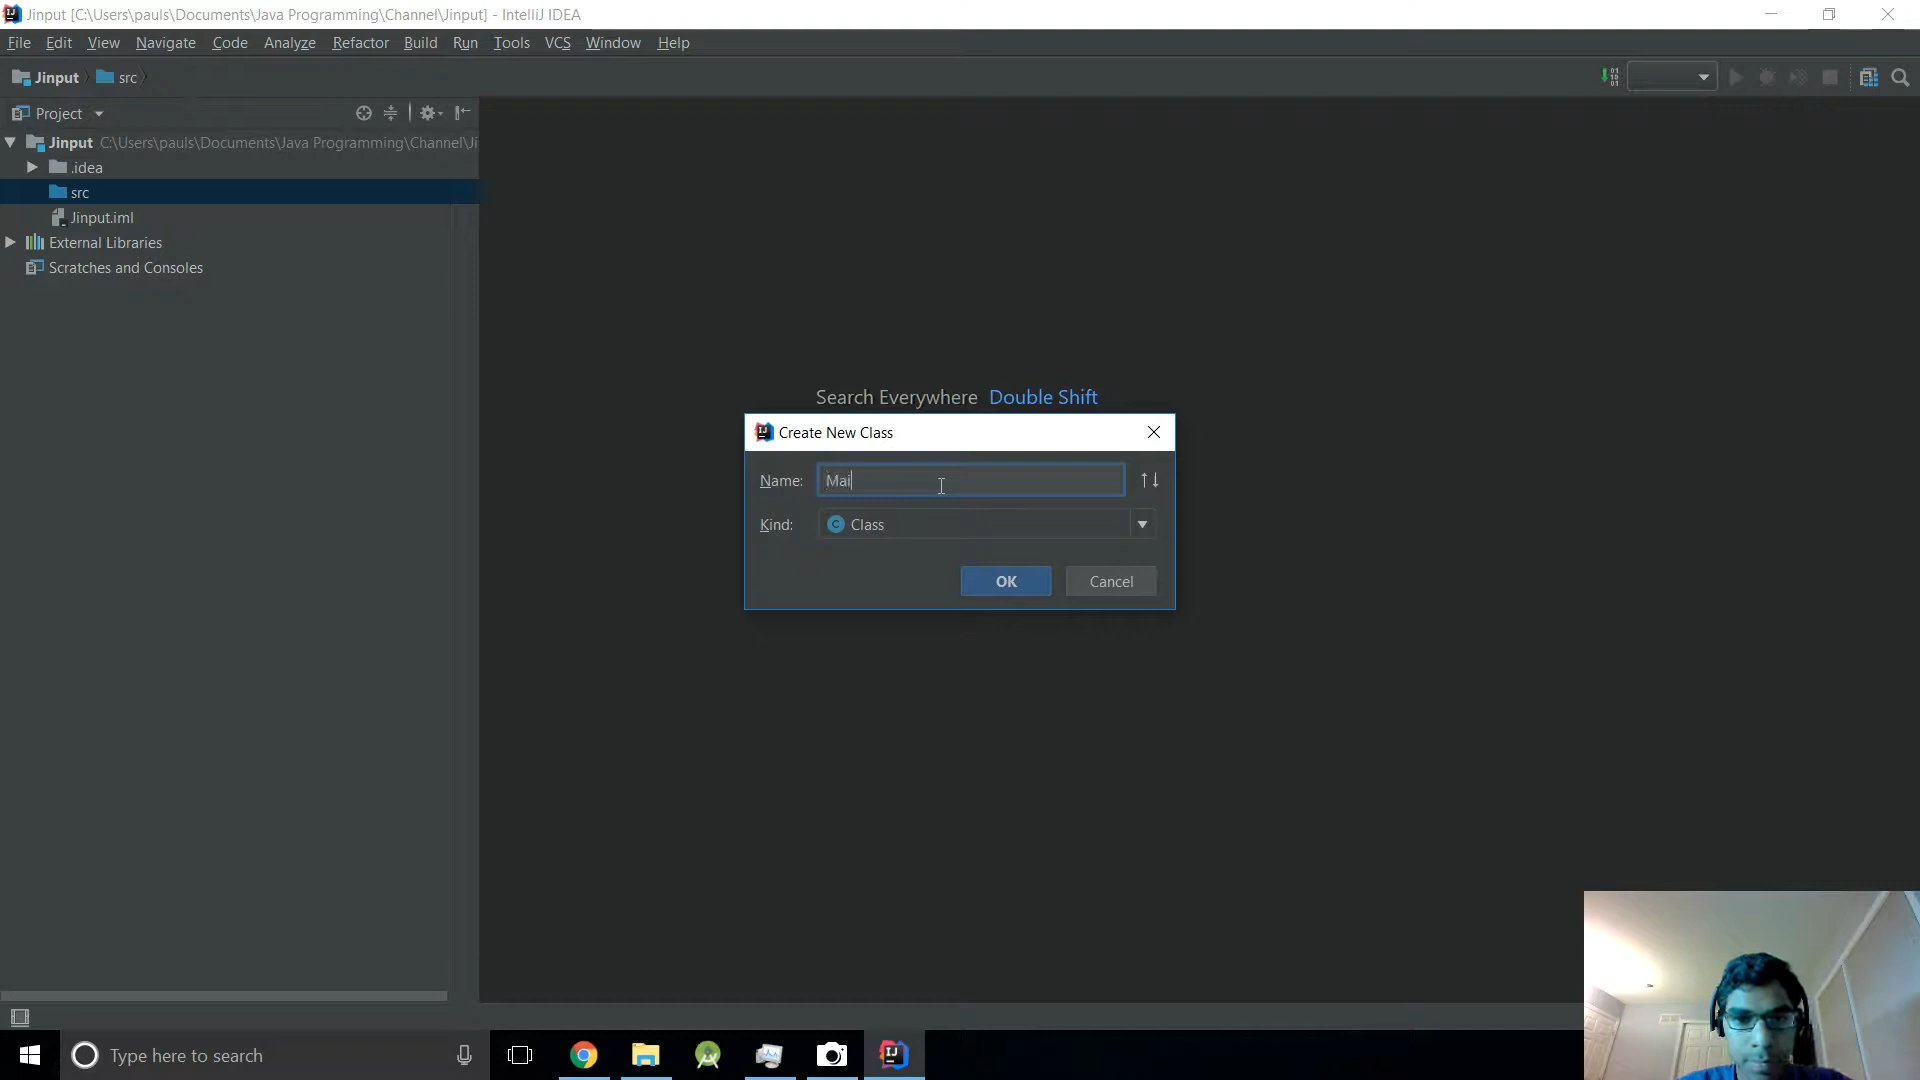 Jinput [C:\Users\pauls\Documents\Java Programming\Channel\Jinput] - IntelliJ IDEA
File Edit View Navigate Code Analyze Refactor Build Run Tools VCS Window Help
Jinput src
Project
Jinput C:\Users\pauls\Documents\Java Programming\Channel\Ji
.idea
src
Jinput.iml
External Libraries
Scratches and Consoles
Search Everywhere Double Shift
Create New Class
Name: Mai
Kind: Class
OK Cancel
Type here to search